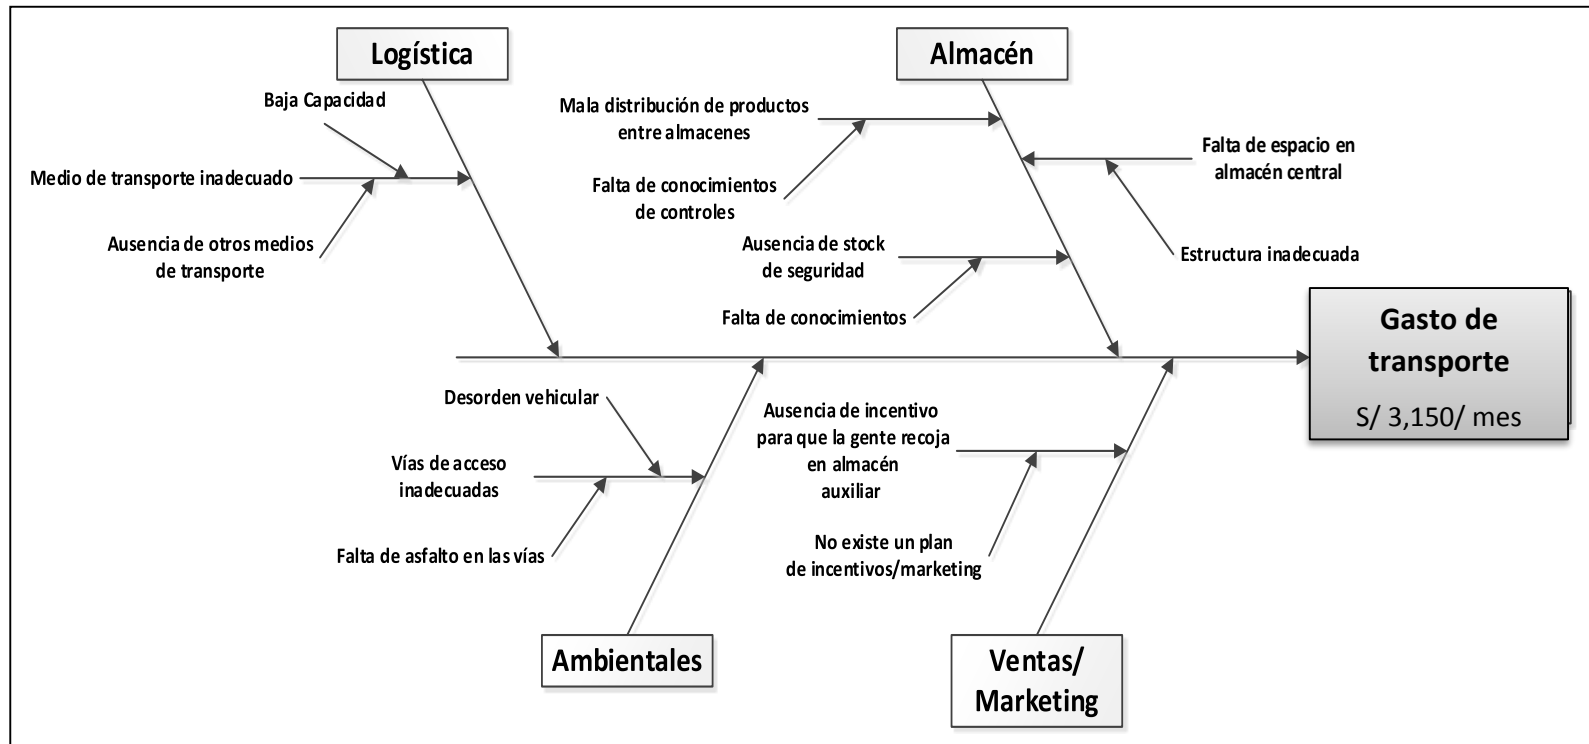 Logística
Almacén
Baja Capacidad
Mala distribución de productos
entre almacenes
Falta de espacio en
almacén central
Medio de transporte inadecuado
Falta de conocimientos
de controles
Ausencia de otros medios
de transporte
Ausencia de stock
de seguridad
Estructura inadecuada
Falta de conocimientos
Gasto de
transporte
S/ 3,150/ mes
Desorden vehicular
Ausencia de incentivo
para que la gente recoja
en almacén
auxiliar
Vías de acceso
inadecuadas
Falta de asfalto en las vías
No existe un plan
de incentivos/marketing
Ambientales
Ventas/
Marketing